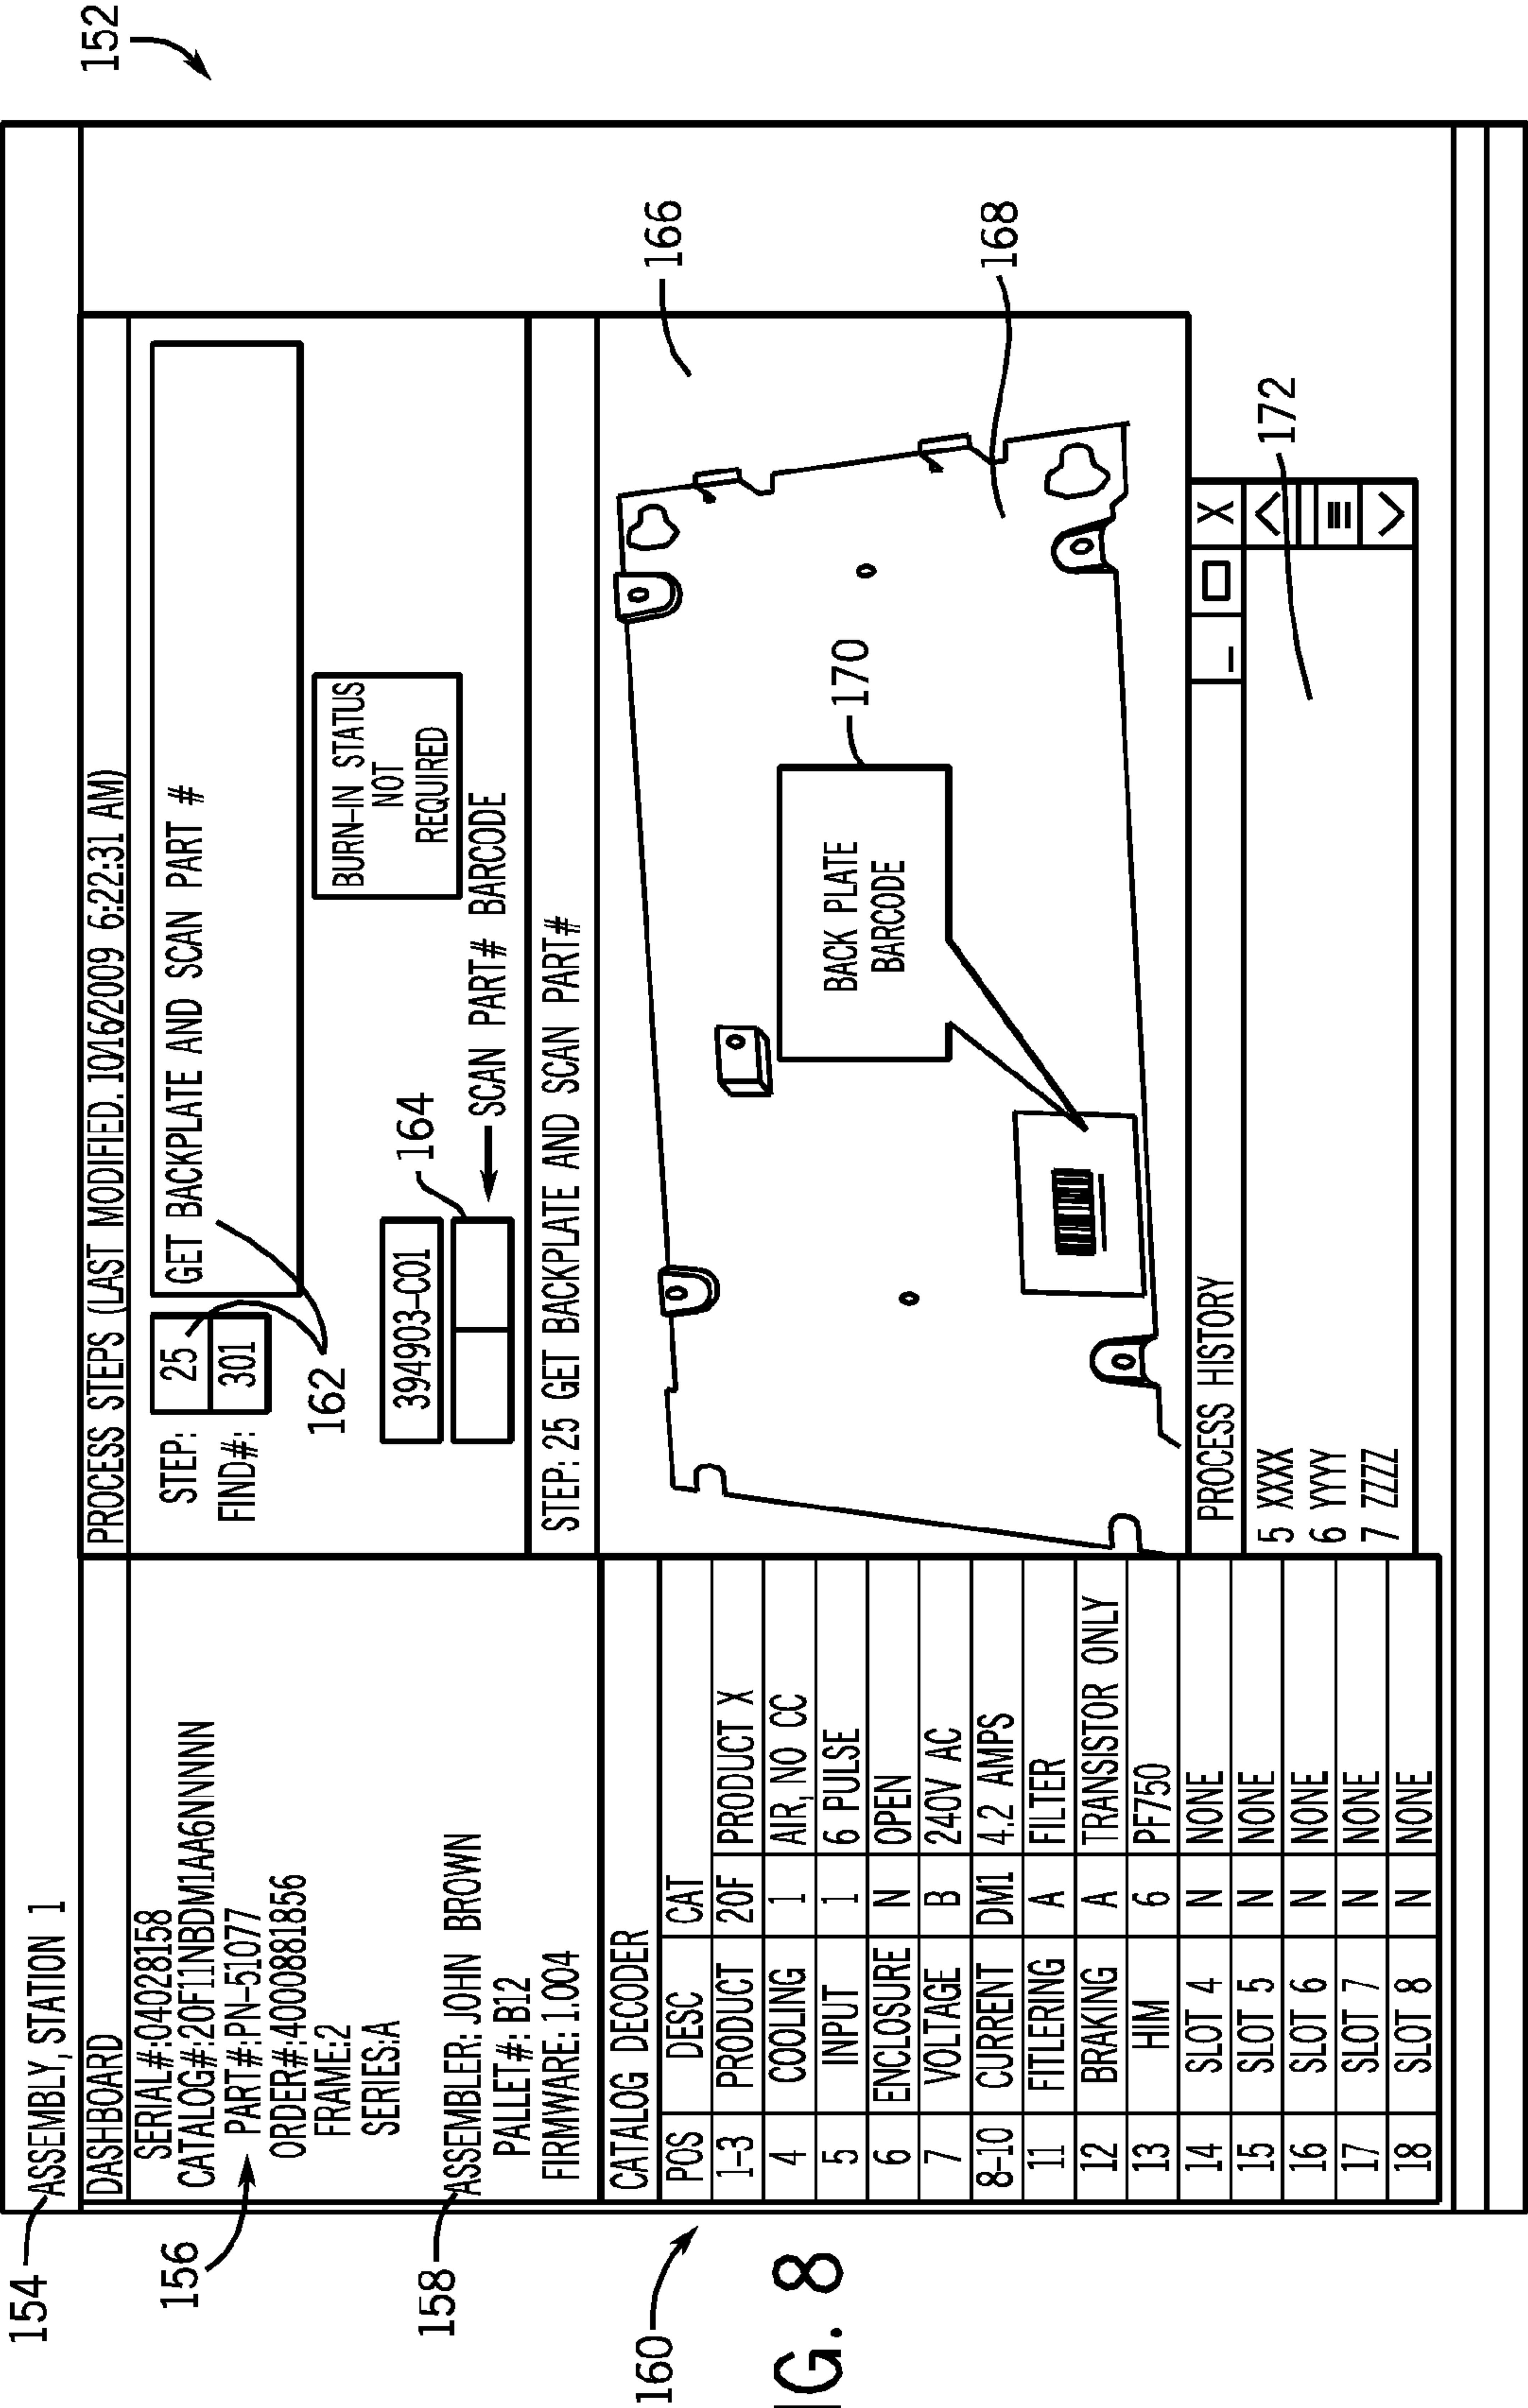 152
154
ASSEMBLY, STATION 1
DASHBOARD
SERIAL#:04028158
CATALOG#:20F11NBDM1AA6NNNNN
PART#:PN-51077
156
ORDER#:4000881856
FRAME:2
SERIES:A
158
ASSEMBLER: JOHN BROWN
PALLET#: B12
FIRMWARE: 1.004
160
CATALOG DECODER
POS DESC CAT
1-3 PRODUCT 20F PRODUCT X
4 COOLING 1 AIR, NO CC
5 INPUT 1 6 PULSE
6 ENCLOSURE N OPEN
7 VOLTAGE B 240V AC
8-10 CURRENT DM1 4.2 AMPS
11 FITLERING A FILTER
12 BRAKING A TRANSISTOR ONLY
13 HIM 6 PF750
14 SLOT 4 N NONE
15 SLOT 5 N NONE
16 SLOT 6 N NONE
17 SLOT 7 N NONE
18 SLOT 8 N NONE
PROCESS STEPS (LAST MODIFIED. 10/16/2009 6:22:31 AM)
STEP: 25 GET BACKPLATE AND SCAN PART #
FIND#: 301
162
BURN-IN STATUS
NOT
REQUIRED
394903-C01
164
SCAN PART# BARCODE
STEP: 25 GET BACKPLATE AND SCAN PART#
166
168
170
BACK PLATE
BARCODE
PROCESS HISTORY
_ X
5 XXXX
6 YYYY
7 ZZZZ
172
IG. 8